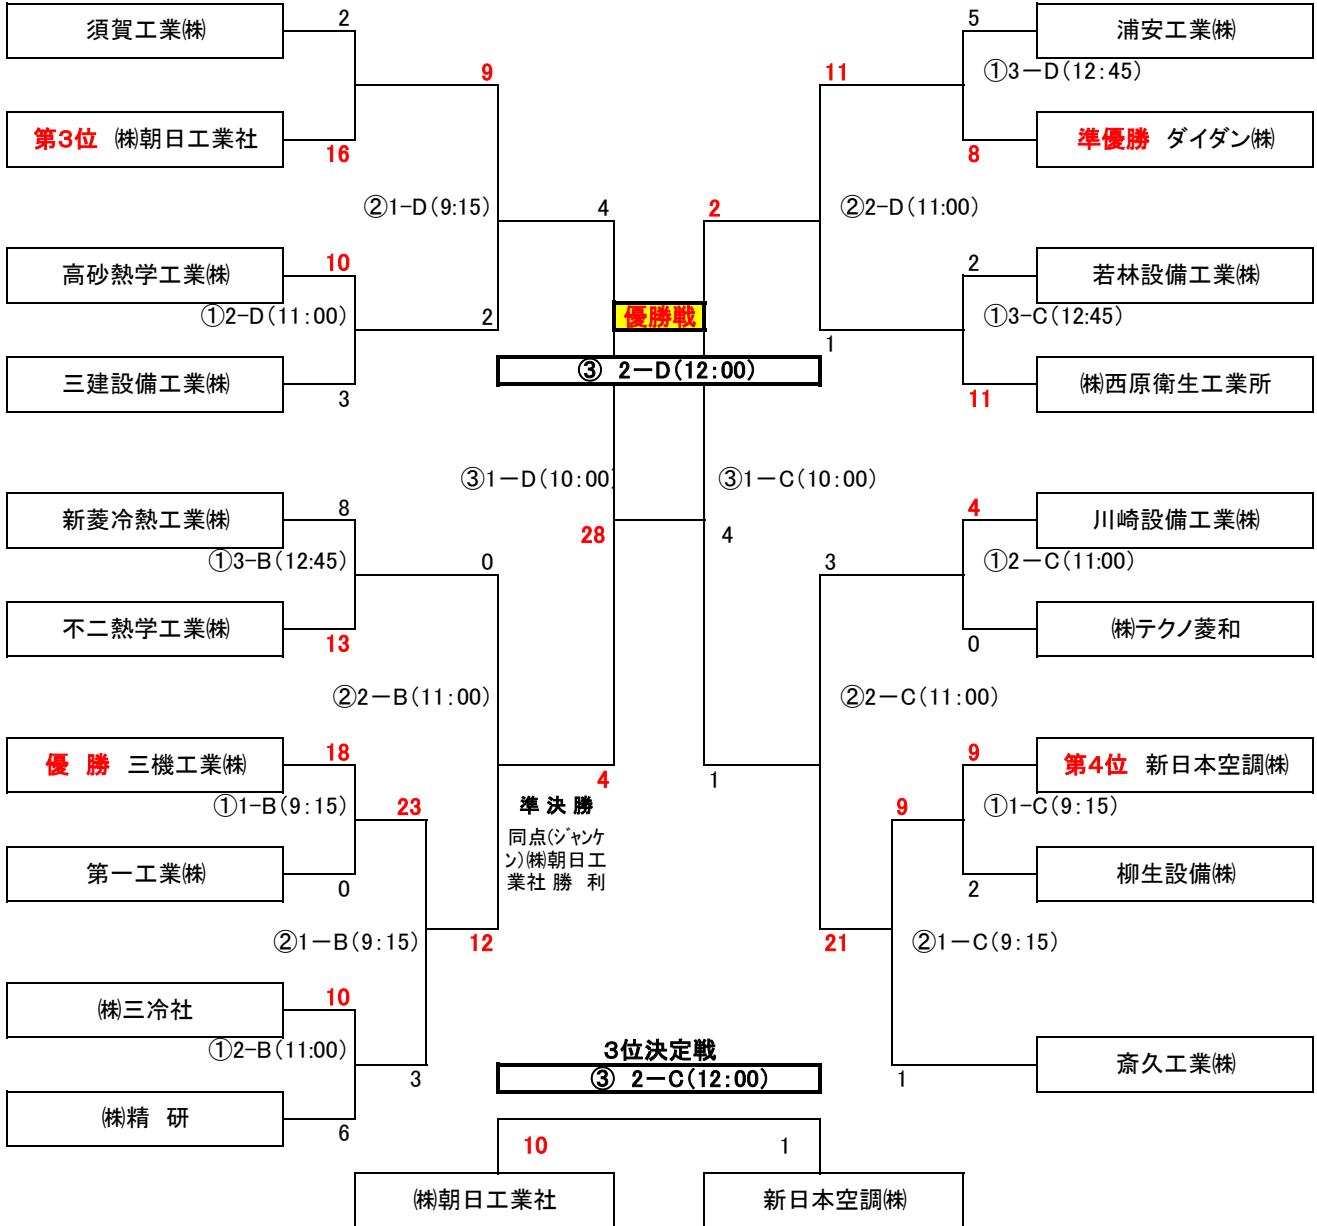 須賀工業㈱
2
5
浦安工業㈱
9
11
①3－D(12:45)
第3位 ㈱朝日工業社
16
8
準優勝 ダイダン㈱
②1-D(9:15)
4
2
②2-D(11:00)
高砂熱学工業㈱
10
2
若林設備工業㈱
①2-D(11:00)
2
優勝戦
1
①3-C(12:45)
③ 2－D(12:00)
三建設備工業㈱
3
11
㈱西原衛生工業所
③1－D(10:00)
③1－C(10:00)
新菱冷熱工業㈱
8
28
4
4
川崎設備工業㈱
①3-B(12:45)
0
3
①2－C(11:00)
不二熱学工業㈱
13
0
㈱テクノ菱和
②2－B(11:00)
②2－C(11:00)
優 勝 三機工業㈱
18
4
1
9
第4位 新日本空調㈱
①1-B(9:15)
23
準 決 勝
9
①1-C(9:15)
同点(ジャンケ
ン)㈱朝日工
業社 勝 利
第一工業㈱
0
2
柳生設備㈱
②1－B(9:15)
12
21
②1－C(9:15)
㈱三冷社
10
①2-B(11:00)
3
3位決定戦
③ 2－C(12:00)
1
斎久工業㈱
㈱精 研
6
10
1
㈱朝日工業社
新日本空調㈱